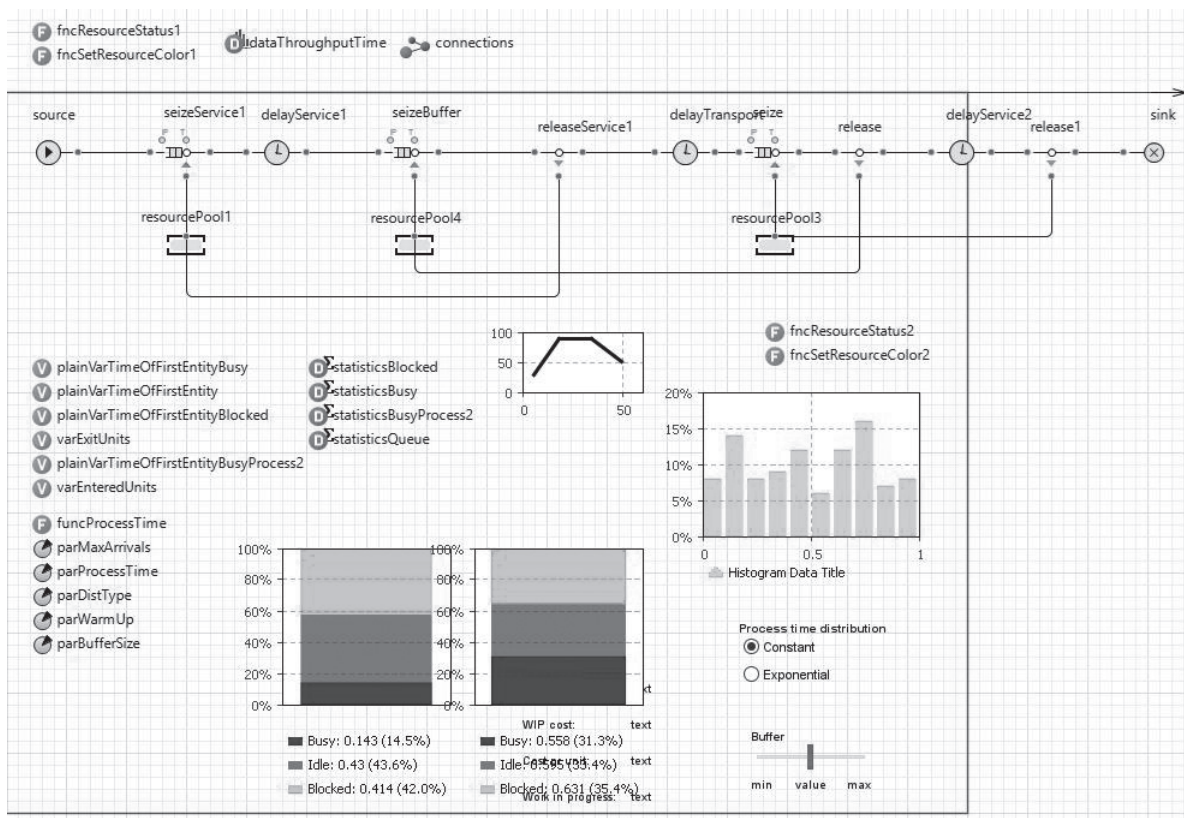 fncResourceStatus1
fncSetResourceColor1
dataThroughputTime
connections
source
seizeService1
delayService1
seizeBuffer
releaseService1
delayTransport
seize
release
delayService2
release1
sink
resourcePool1
resourcePool4
resourcePool3
fncResourceStatus2
fncSetResourceColor2
plainVarTimeOfFirstEntityBusy
plainVarTimeOfFirstEntity
plainVarTimeOfFirstEntityBlocked
varExitUnits
plainVarTimeOfFirstEntityBusyProcess2
varEnteredUnits
statisticsBlocked
statisticsBusy
statisticsBusyProcess2
statisticsQueue
100
50
0
0
50
20%
15%
10%
5%
0%
0
0.5
1
Histogram Data Title
funcProcessTime
parMaxArrivals
parProcessTime
parDistType
parWarmUp
parBufferSize
100%
80%
60%
40%
20%
0%
100%
80%
60%
40%
20%
0%
Busy: 0.143 (14.5%)
Idle: 0.43 (43.6%)
Blocked: 0.414 (42.0%)
Busy: 0.558 (31.3%)
Idle: 0.595 (33.4%)
Blocked: 0.631 (35.4%)
WIP cost: text
text
Work in progress: text
Process time distribution
Constant
Exponential
Buffer
min value max